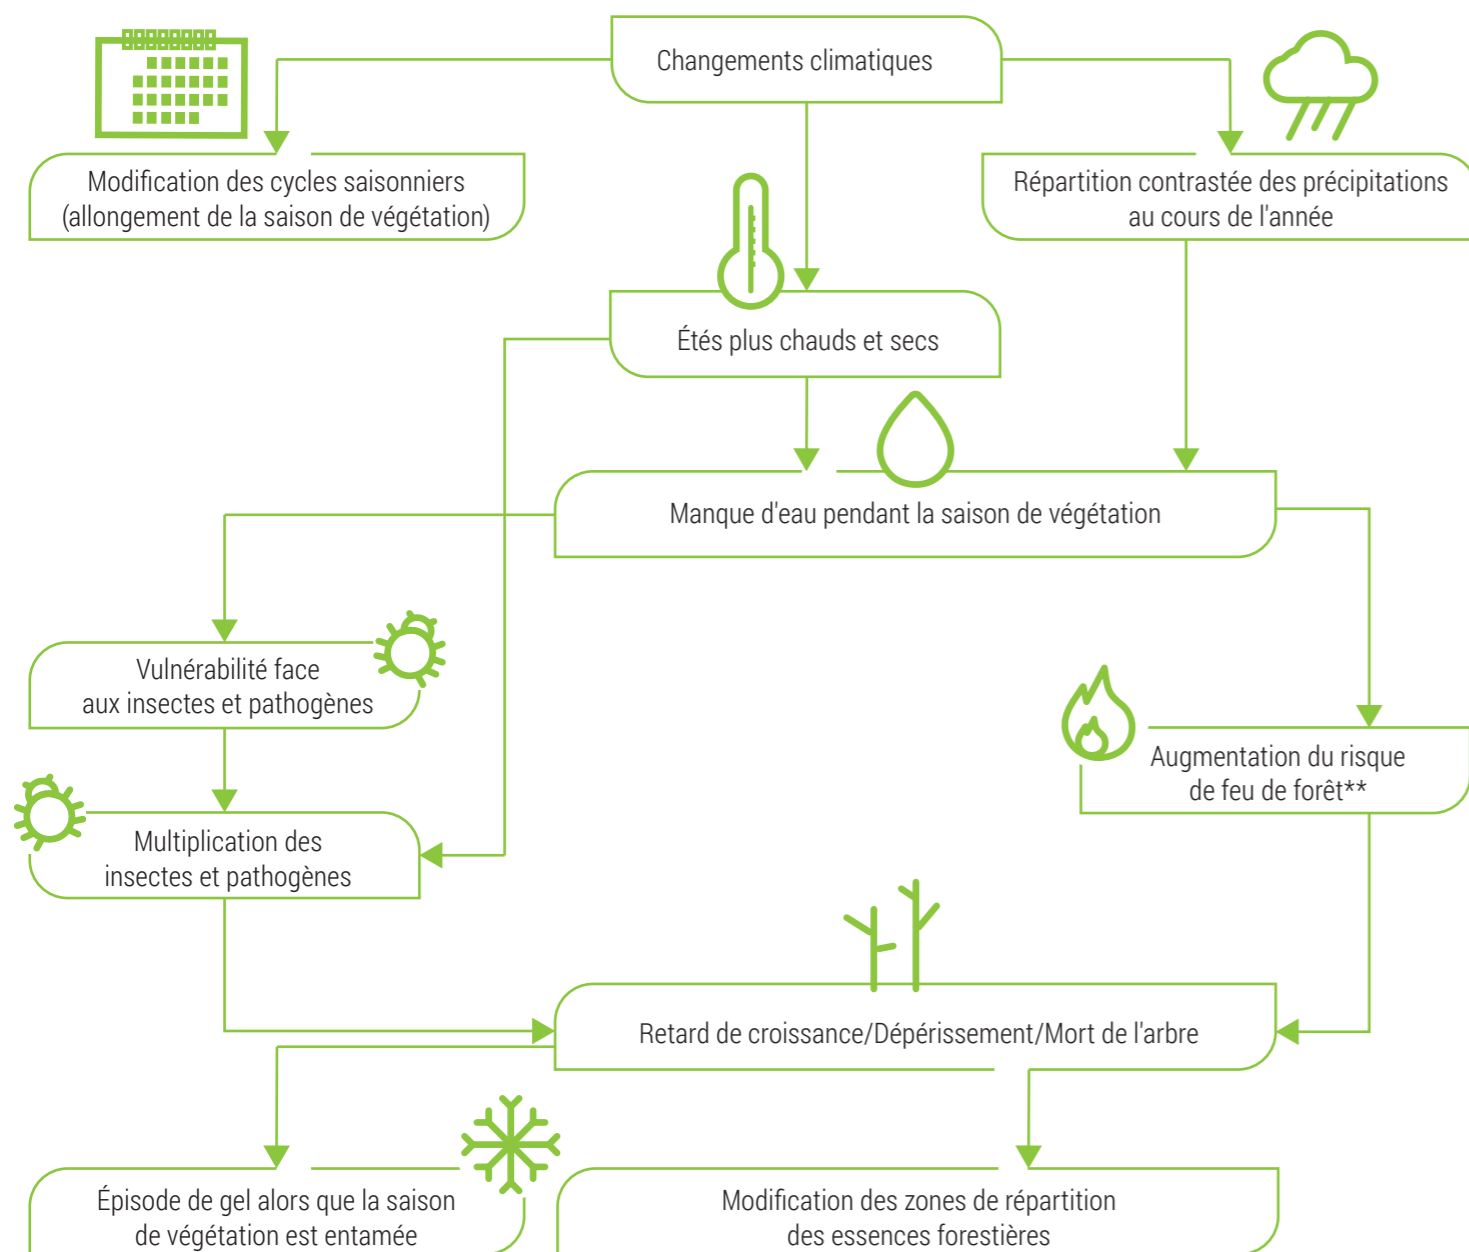 Changements climatiques
Modification des cycles saisonniers
(allongement de la saison de végétation)
Répartition contrastée des précipitations
au cours de l'année
Étés plus chauds et secs
Manque d'eau pendant la saison de végétation
Vulnérabilité face
aux insectes et pathogènes
Augmentation du risque
de feu de forêt**
Multiplication des
insectes et pathogènes
Retard de croissance/Dépérissement/Mort de l'arbre
Épisode de gel alors que la saison
de végétation est entamée
Modification des zones de répartition
des essences forestières